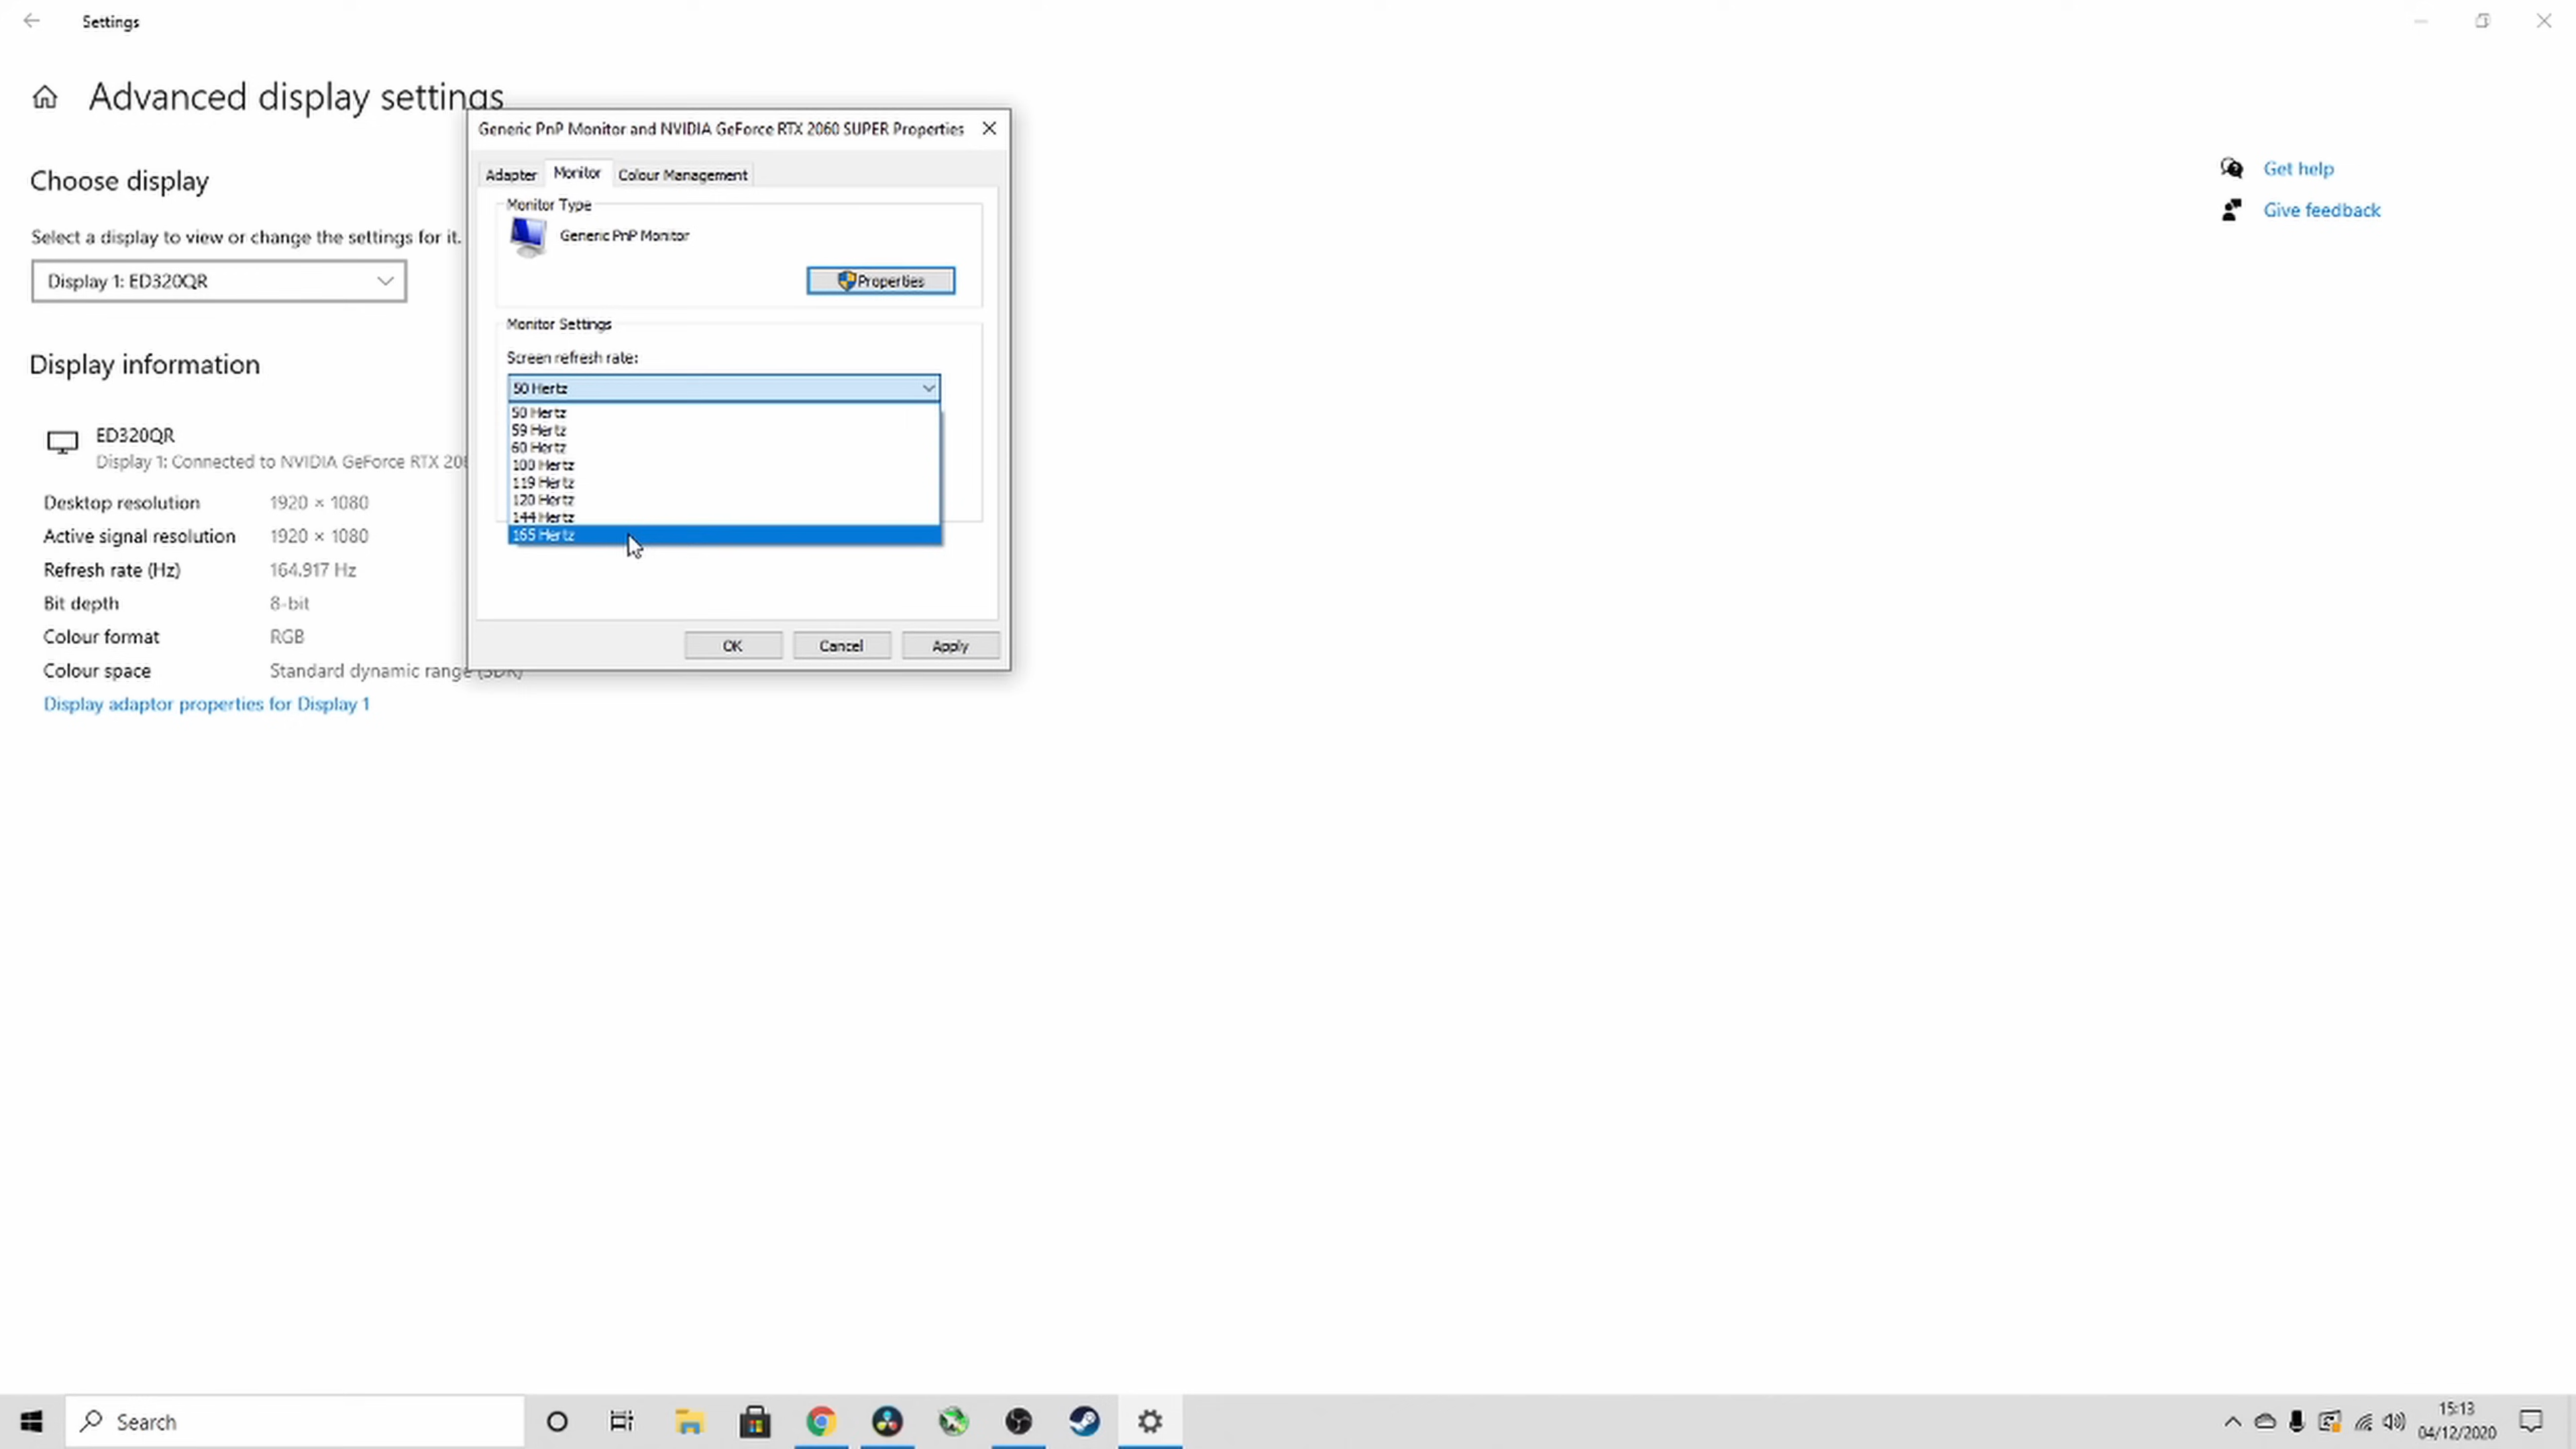 Settings
Advanced display settings
Choose display
Select a display to view or change the settings for it.
Display 1: ED320QR
Display information
ED320QR
Display 1: Connected to NVIDIA GeForce RTX
Desktop resolution 1920 × 1080
Active signal resolution 1920 × 1080
Refresh rate (Hz) 164.917 Hz
Bit depth 8-bit
Colour format RGB
Colour space Standard dynamic range (SDR)
Display adaptor properties for Display 1
Generic PnP Monitor and NVIDIA GeForce RTX 2060 SUPER Properties
Adapter Monitor Colour Management
Monitor Type
Generic PnP Monitor
Properties
Monitor Settings
Screen refresh rate:
50 Hertz
50 Hertz
59 Hertz
60 Hertz
100 Hertz
119 Hertz
120 Hertz
144 Hertz
165 Hertz
OK Cancel Apply
Get help
Give feedback
Search
15:13
04/12/2020